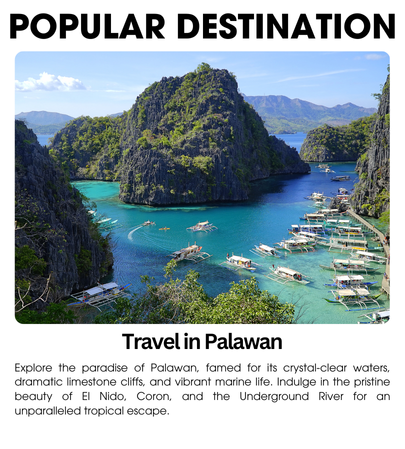 POPULAR DESTINATION
Travel in Palawan
Explore the paradise of Palawan, famed for its crystal-clear waters,
dramatic limestone cliffs, and vibrant marine life. Indulge in the pristine
beauty of El Nido, Coron, and the Underground River for an
unparalleled tropical escape.